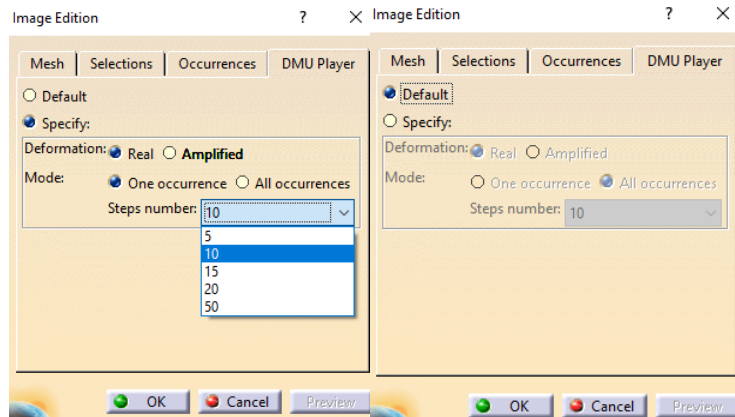 Image Edition ? ×
Mesh Selections Occurrences DMU Player
Default
Specify:
Deformation: Real Amplified
Mode: One occurrence All occurrences
Steps number: 10
5
10
15
20
50
OK Cancel Preview
Image Edition ? ×
Mesh Selections Occurrences DMU Player
Default
Specify:
Deformation: Real Amplified
Mode: One occurrence All occurrences
Steps number: 10
OK Cancel Preview